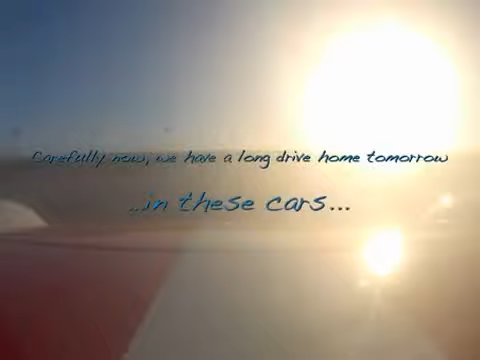 Carefully now, we have a long drive home tomorrow
...in these cars...